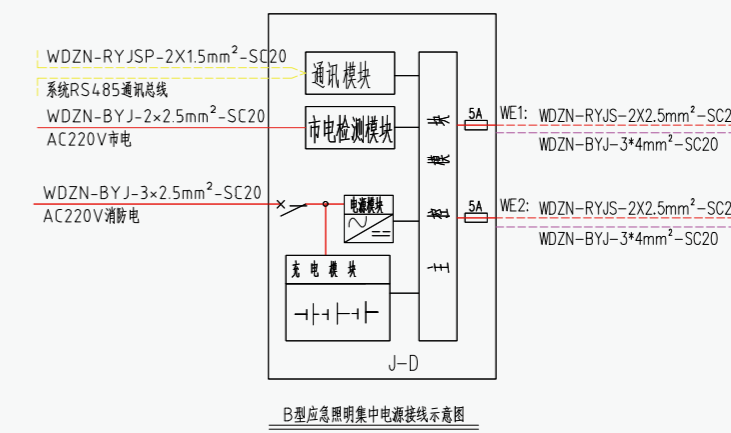 WDZN-RYJSP-2X1.5mm²-SC20
系统RS485通讯总线
WDZN-BYJ-2×2.5mm²-SC20
AC220V市电
WDZN-BYJ-3×2.5mm²-SC20
AC220V消防电
通讯模块
市电检测模块
电源模块
充电模块
主控模块
5A
WE1: WDZN-RYJS-2X2.5mm²-SC2
WDZN-BYJ-3*4mm²-SC20
5A
WE2: WDZN-RYJS-2X2.5mm²-SC2
WDZN-BYJ-3*4mm²-SC20
J-D
B型应急照明集中电源接线示意图